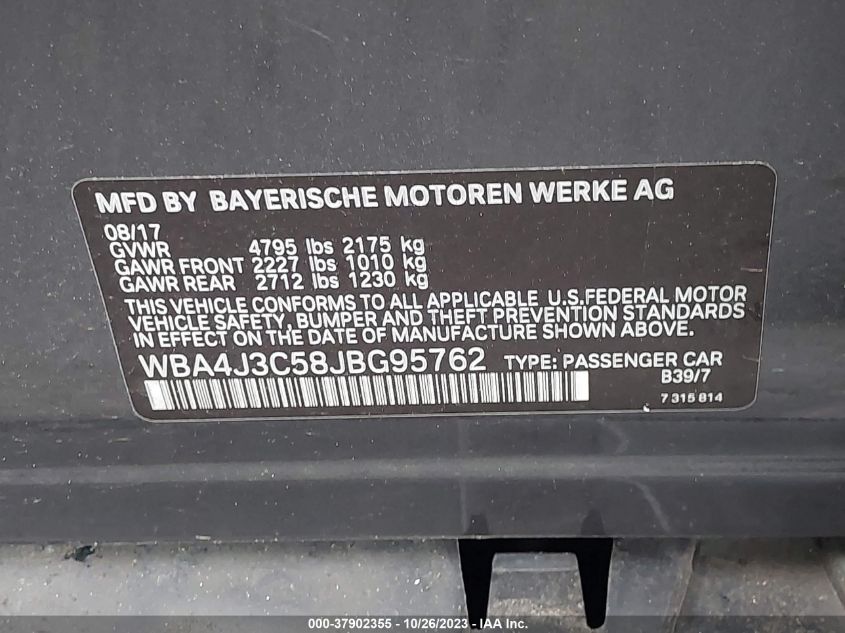 MFD BY BAYERISCHE MOTOREN WERKE AG
08/17
GVWR 4795 lbs 2175 kg
GAWR FRONT 2227 lbs 1010 kg
GAWR REAR 2712 lbs 1230 kg
THIS VEHICLE CONFORMS TO ALL APPLICABLE U.S.FEDERAL MOTOR
VEHICLE SAFETY, BUMPER AND THEFT PREVENTION STANDARDS
IN EFFECT ON THE DATE OF MANUFACTURE SHOWN ABOVE.
WBA4J3C58JBG95762 TYPE: PASSENGER CAR
B39/7
7 315 814
000-37902355 - 10/26/2023 - IAAI Inc.